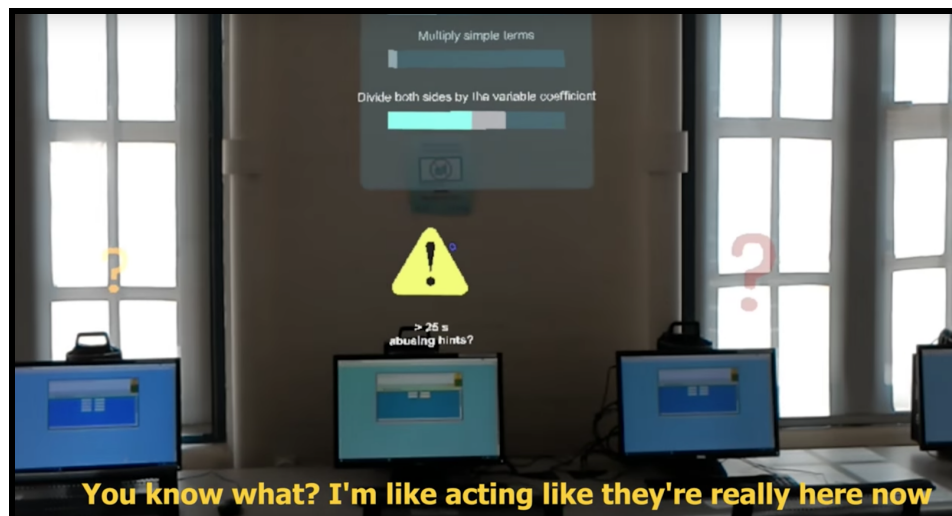 Multiply simple terms
Divide both sides by the variable coefficient
?
!
?
> 25 s
abusing hints?
You know what? I'm like acting like they're really here now